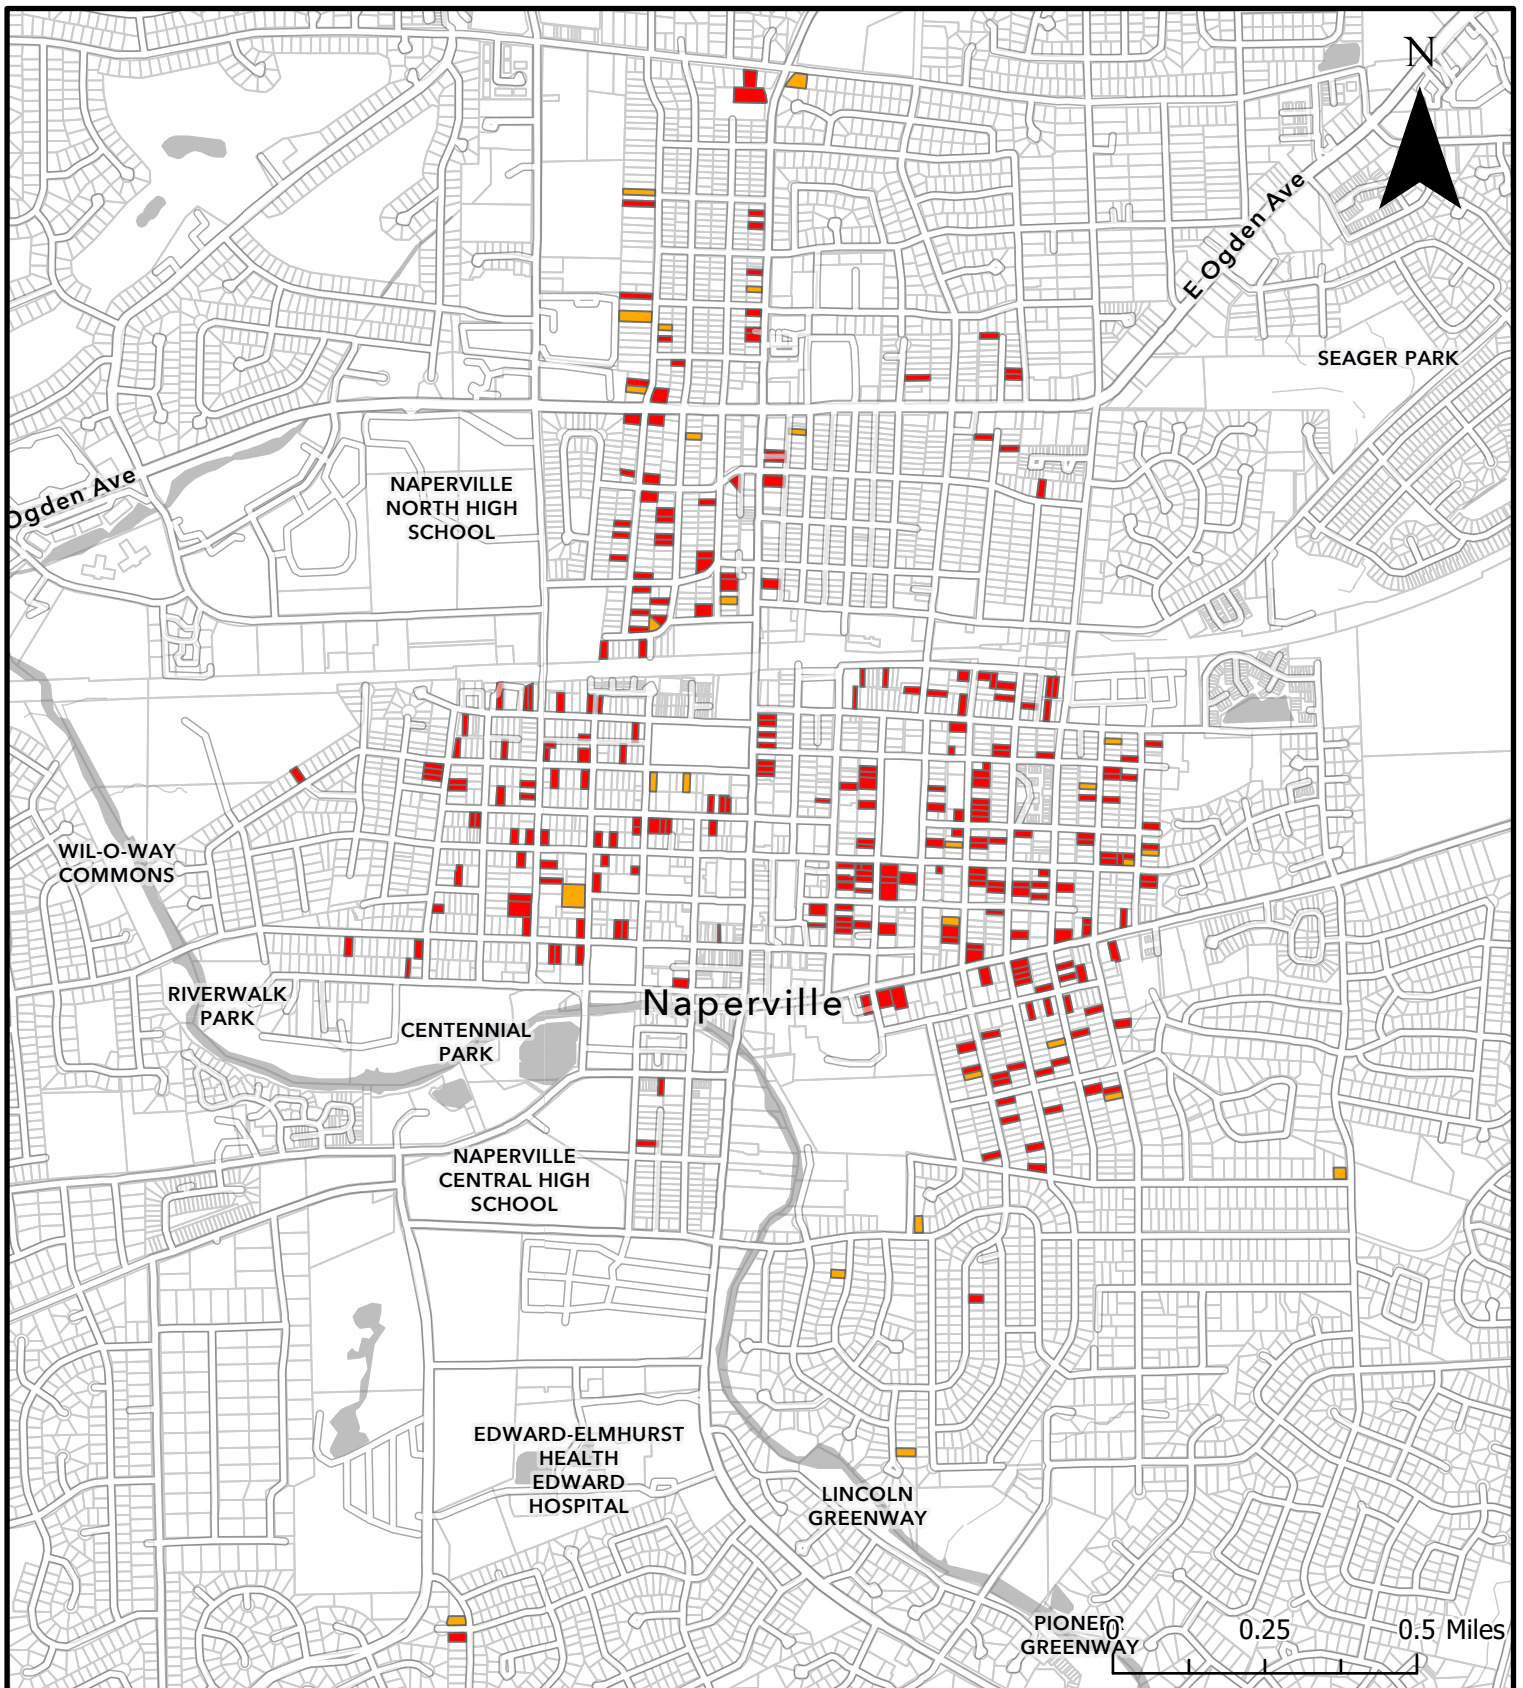 N
E Ogden Ave
SEAGER PARK
Ogden Ave
NAPERVILLE
NORTH HIGH
SCHOOL
WIL-O-WAY
COMMONS
RIVERWALK
PARK
Naperville
CENTENNIAL
PARK
NAPERVILLE
CENTRAL HIGH
SCHOOL
EDWARD-ELMHURST
HEALTH
EDWARD
HOSPITAL
LINCOLN
GREENWAY
PIONEER
GREENWAY
0 0.25 0.5 Miles